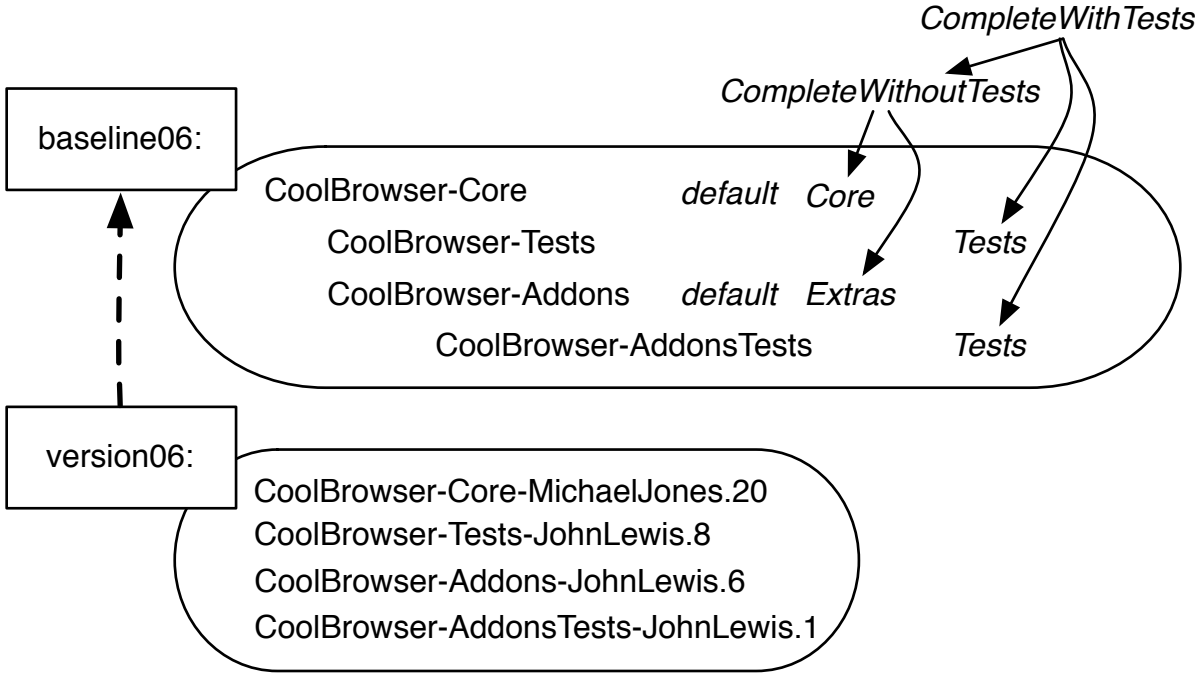 CompleteWithTests
CompleteWithoutTests
baseline06:
CoolBrowser-Core default Core
CoolBrowser-Tests Tests
CoolBrowser-Addons default Extras
CoolBrowser-AddonsTests Tests
version06:
CoolBrowser-Core-MichaelJones.20
CoolBrowser-Tests-JohnLewis.8
CoolBrowser-Addons-JohnLewis.6
CoolBrowser-AddonsTests-JohnLewis.1